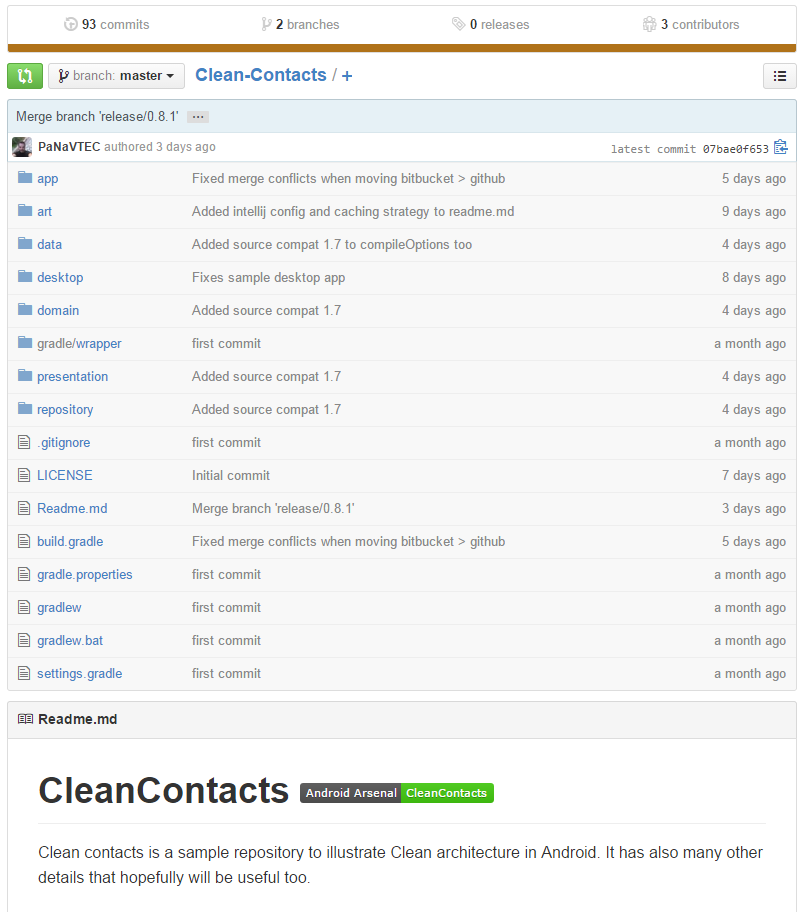 93 commits 2 branches 0 releases 3 contributors
branch: master Clean-Contacts / +
Merge branch 'release/0.8.1' ...
PaNaVTEC authored 3 days ago latest commit 07bae0f653
app Fixed merge conflicts when moving bitbucket > github 5 days ago
art Added intellij config and caching strategy to readme.md 9 days ago
data Added source compat 1.7 to compileOptions too 4 days ago
desktop Fixes sample desktop app 8 days ago
domain Added source compat 1.7 4 days ago
gradle/wrapper first commit a month ago
presentation Added source compat 1.7 4 days ago
repository Added source compat 1.7 4 days ago
.gitignore first commit a month ago
LICENSE Initial commit 7 days ago
Readme.md Merge branch 'release/0.8.1' 3 days ago
build.gradle Fixed merge conflicts when moving bitbucket > github 5 days ago
gradle.properties first commit a month ago
gradlew first commit a month ago
gradlew.bat first commit a month ago
settings.gradle first commit a month ago
Readme.md
CleanContacts Android Arsenal CleanContacts
Clean contacts is a sample repository to illustrate Clean architecture in Android. It has also many other
details that hopefully will be useful too.